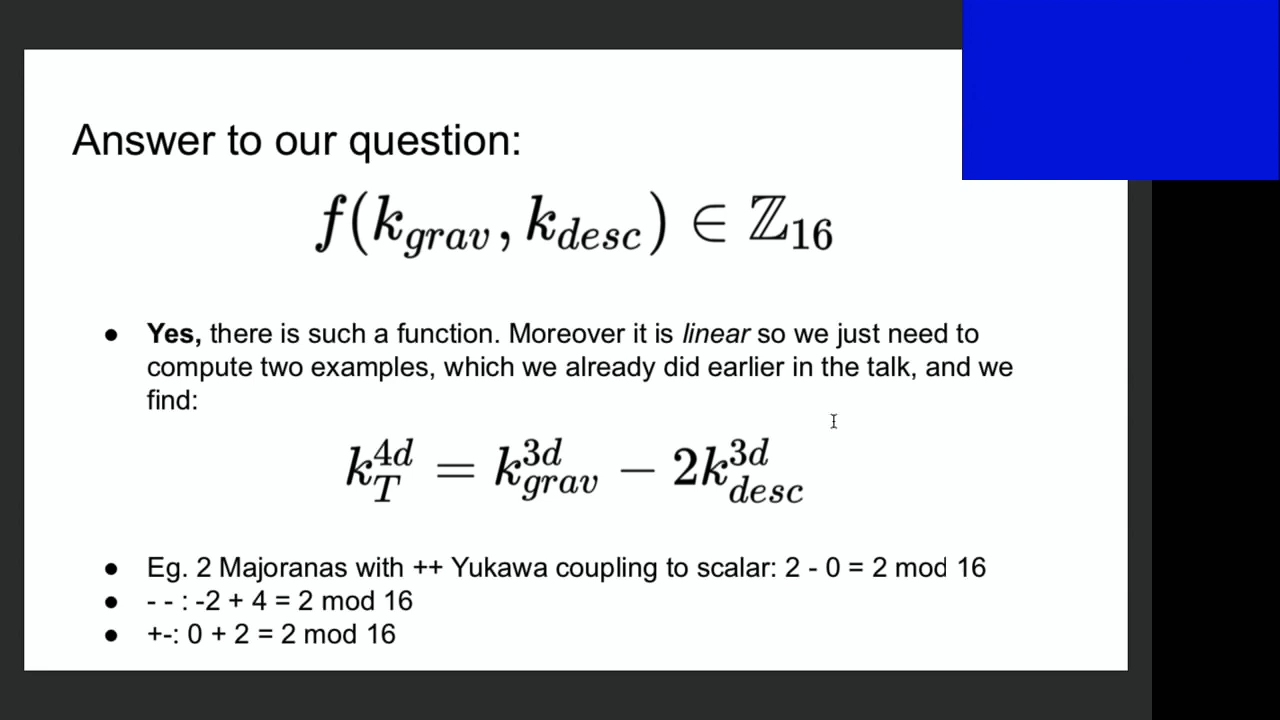 Answer to our question:
f(k_{grav}, k_{desc}) ∈ ℤ_{16}
● Yes, there is such a function. Moreover it is linear so we just need to
compute two examples, which we already did earlier in the talk, and we
find:
k_T^{4d} = k_{grav}^{3d} − 2k_{desc}^{3d}
● Eg. 2 Majoranas with ++ Yukawa coupling to scalar: 2 - 0 = 2 mod 16
● - - : -2 + 4 = 2 mod 16
● +-: 0 + 2 = 2 mod 16